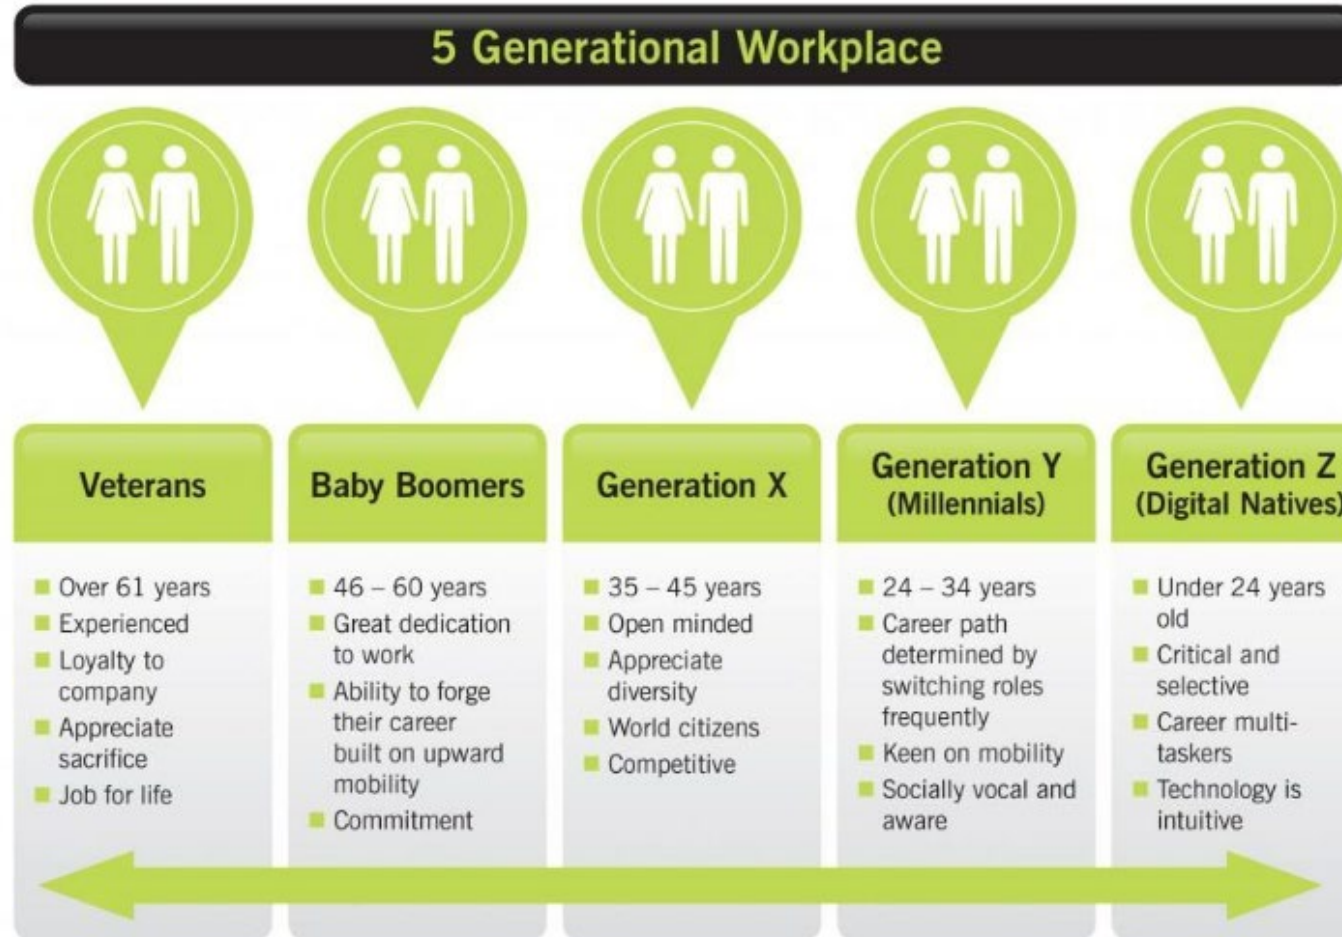 5 Generational Workplace
Veterans
Over 61 years
Experienced
Loyalty to
company
Appreciate
sacrifice
Job for life
Baby Boomers
46 – 60 years
Great dedication
to work
Ability to forge
their career
built on upward
mobility
Commitment
Generation X
35 – 45 years
Open minded
Appreciate
diversity
World citizens
Competitive
Generation Y
(Millennials)
24 – 34 years
Career path
determined by
switching roles
frequently
Keen on mobility
Socially vocal and
aware
Generation Z
(Digital Natives)
Under 24 years
old
Critical and
selective
Career multi-
taskers
Technology is
intuitive